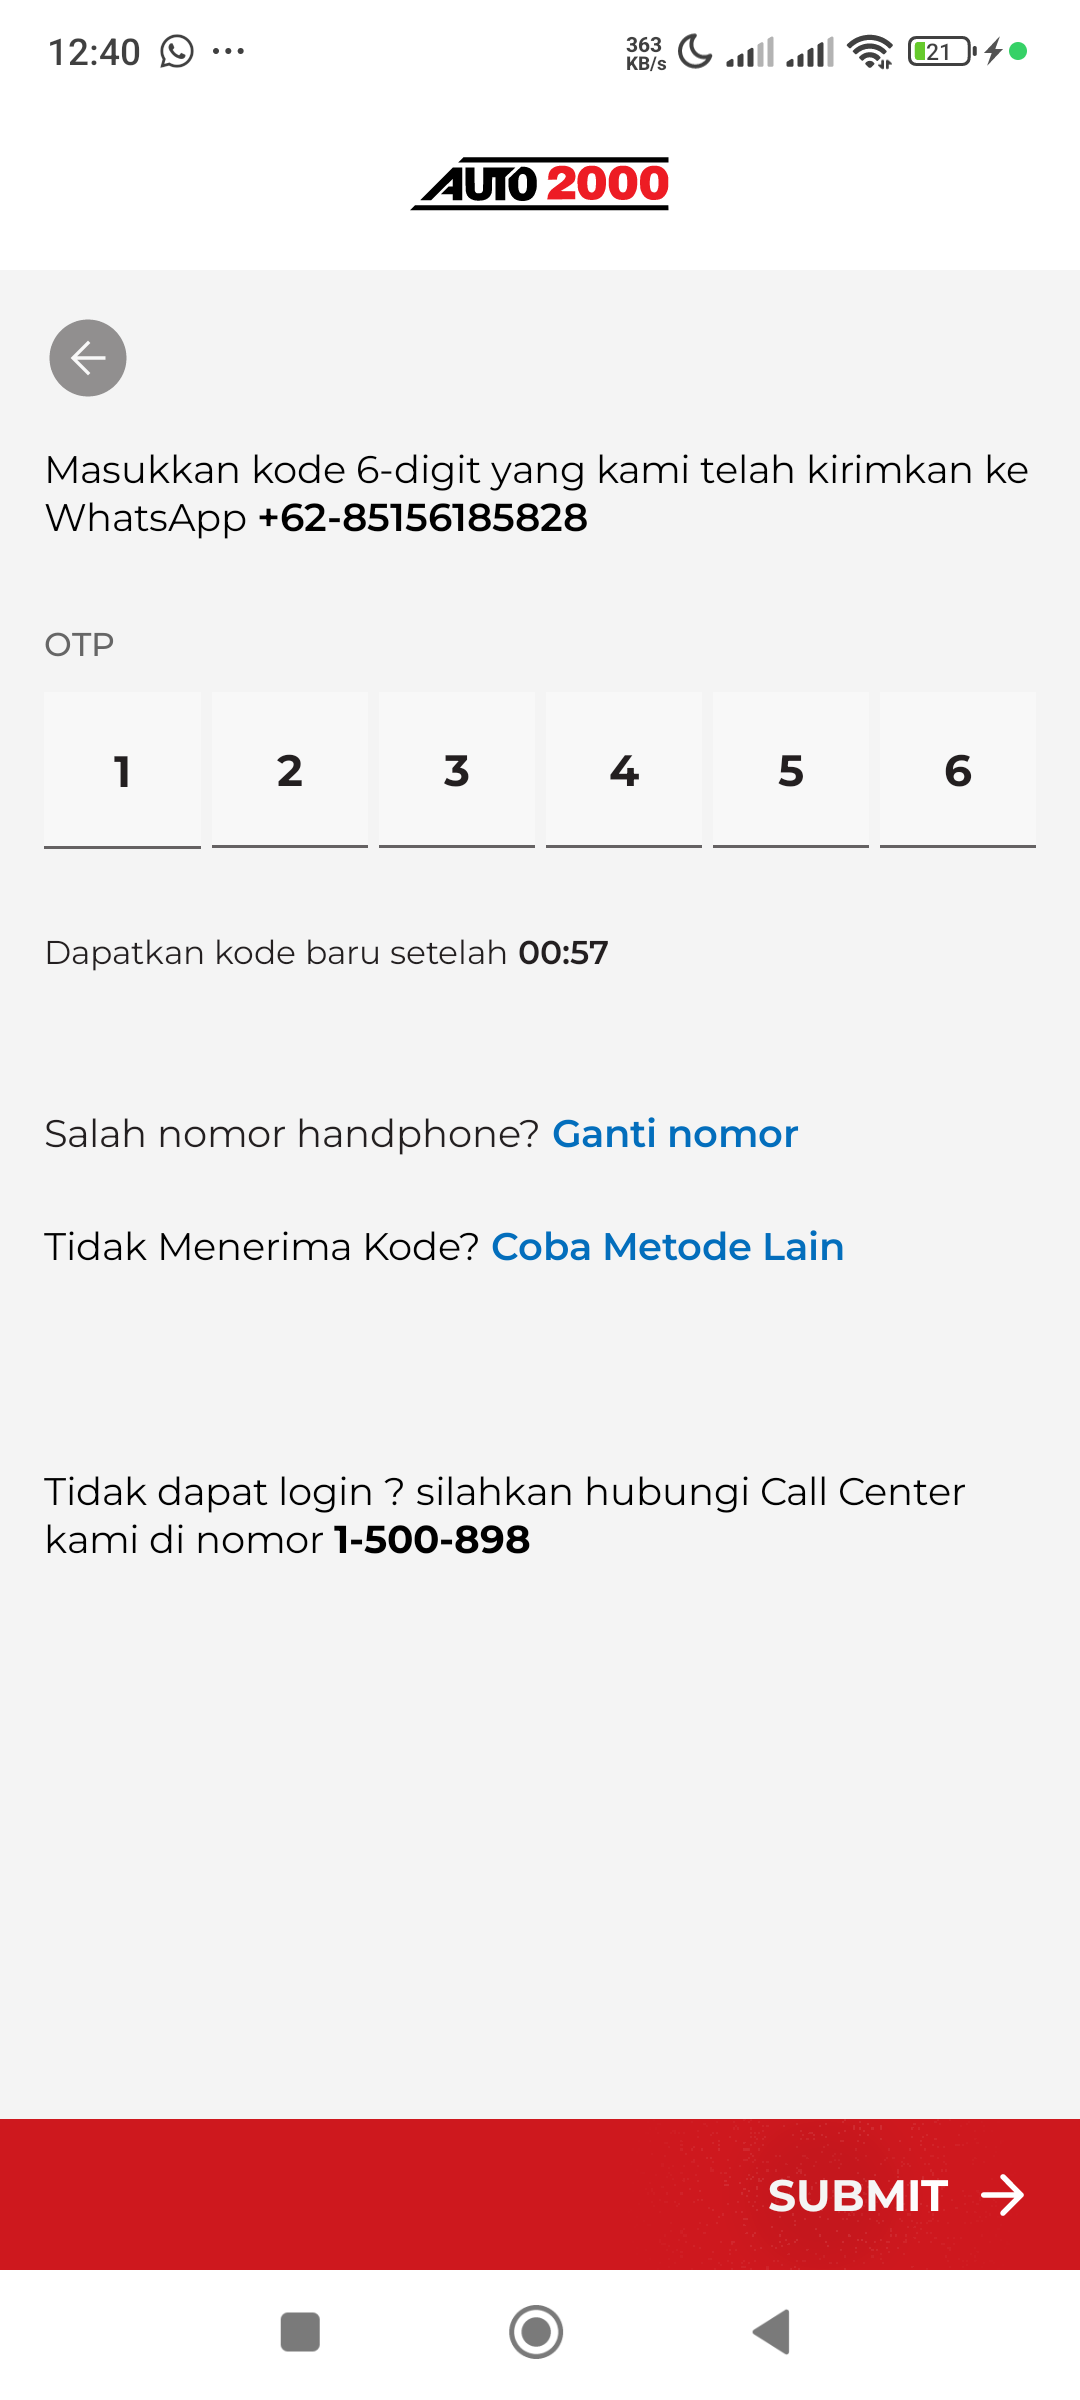 12:40
363
KB/s
21
AUTO 2000
Masukkan kode 6-digit yang kami telah kirimkan ke
WhatsApp +62-85156185828
OTP
1 2 3 4 5 6
Dapatkan kode baru setelah 00:57
Salah nomor handphone? Ganti nomor
Tidak Menerima Kode? Coba Metode Lain
Tidak dapat login ? silahkan hubungi Call Center
kami di nomor 1-500-898
SUBMIT